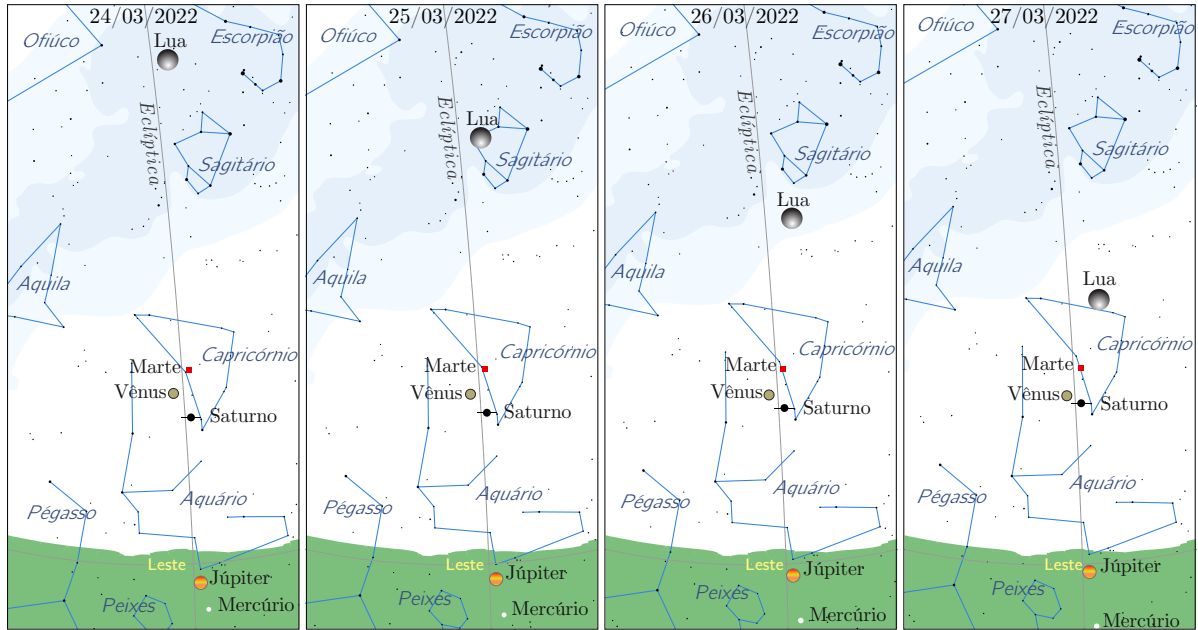 24/03/2022
Ofiúco
Escorpião
Lua
Eclíptica
Sagitário
Aquila
Capricórnio
Marte
Vênus
Saturno
Aquário
Pégasso
Leste
Júpiter
Peixes
Mercúrio
25/03/2022
Ofiúco
Escorpião
Lua
Eclíptica
Sagitário
Aquila
Capricórnio
Marte
Vênus
Saturno
Aquário
Pégasso
Leste
Júpiter
Peixes
Mercúrio
26/03/2022
Ofiúco
Escorpião
Eclíptica
Sagitário
Lua
Aquila
Capricórnio
Marte
Vênus
Saturno
Aquário
Pégasso
Leste
Júpiter
Peixes
Mercúrio
27/03/2022
Ofiúco
Escorpião
Eclíptica
Sagitário
Aquila
Lua
Capricórnio
Marte
Vênus
Saturno
Aquário
Pégasso
Leste
Júpiter
Peixes
Mercúrio